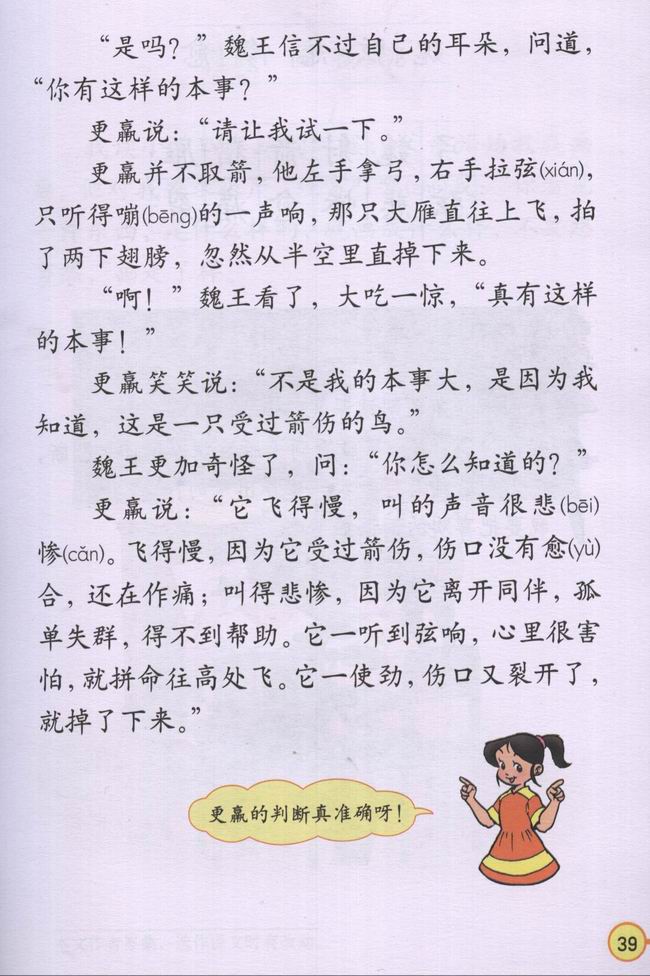 “是吗？”魏王信不过自己的耳朵，问道，
“你有这样的本事？”
更羸说：“请让我试一下。”
更羸并不取箭，他左手拿弓，右手拉弦(xián)，
只听得嘣(bēng)的一声响，那只大雁直往上飞，拍
了两下翅膀，忽然从半空里直掉下来。
“啊！”魏王看了，大吃一惊，“真有这样
的本事！”
更羸笑笑说：“不是我的本事大，是因为我
知道，这是一只受过箭伤的鸟。”
魏王更加奇怪了，问：“你怎么知道的？”
更羸说：“它飞得慢，叫的声音很悲(bēi)
惨(cǎn)。飞得慢，因为它受过箭伤，伤口没有愈(yù)
合，还在作痛；叫得悲惨，因为它离开同伴，孤
单失群，得不到帮助。它一听到弦响，心里很害
怕，就拼命往高处飞。它一使劲，伤口又裂开了，
就掉了下来。”
更羸的判断真准确呀！
39